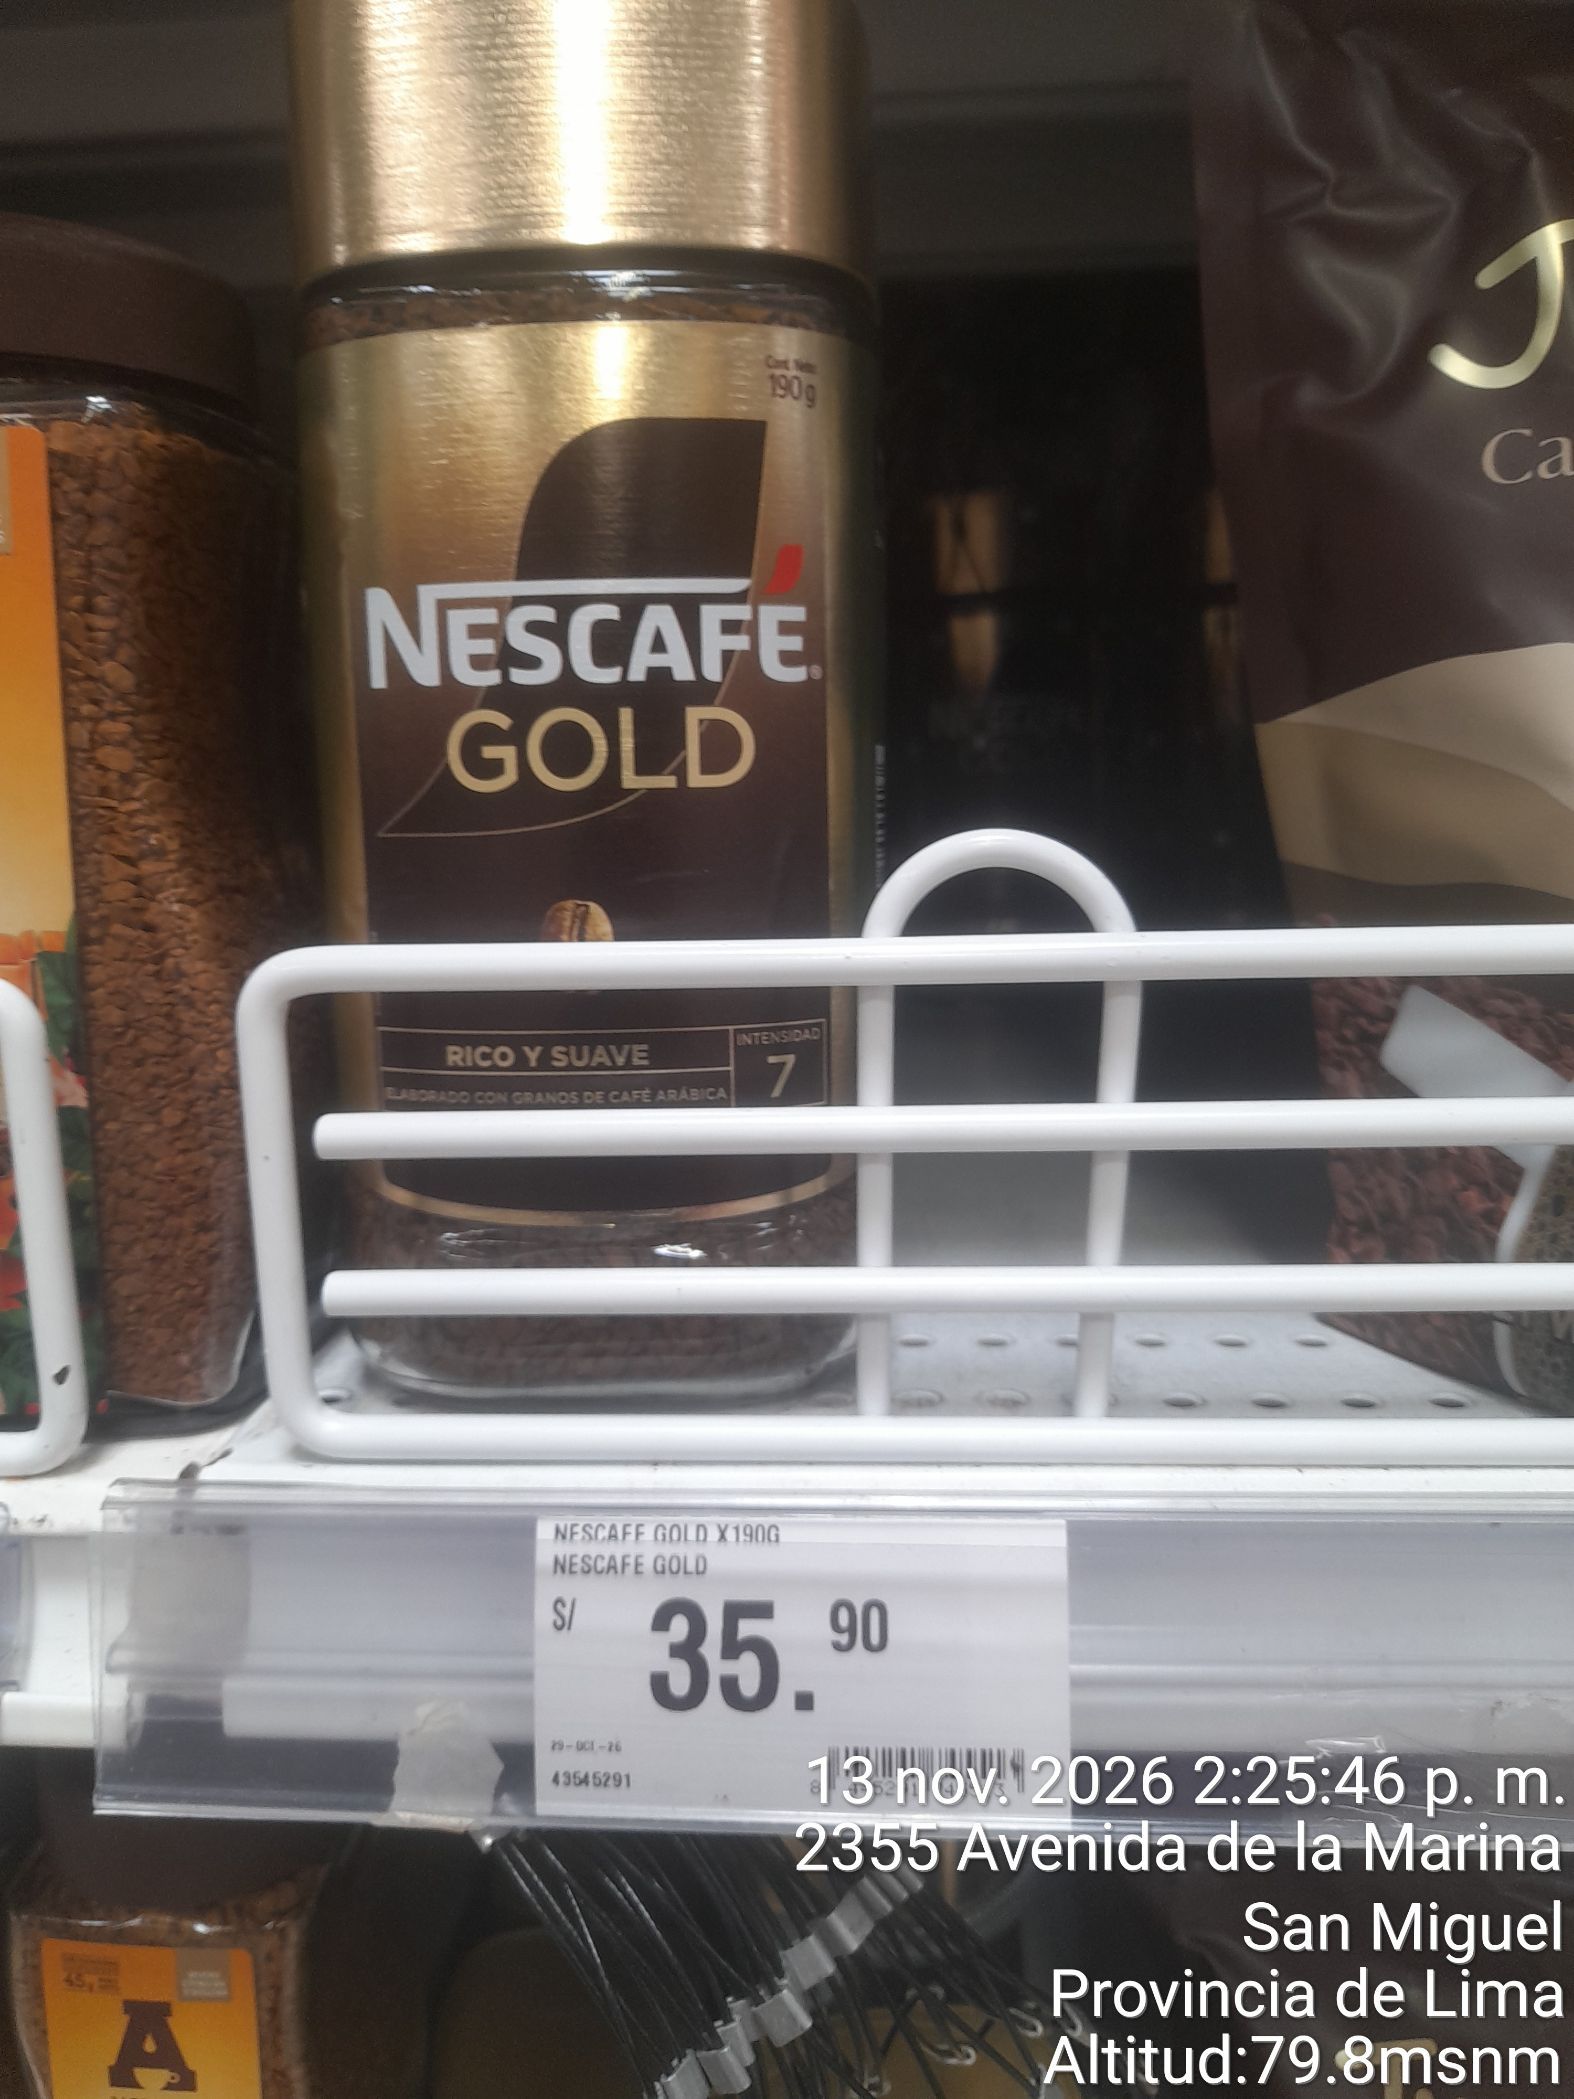 Cont. Neto
190 g
NESCAFÉ
GOLD
RICO Y SUAVE
INTENSIDAD
7
ELABORADO CON GRANOS DE CAFÉ ARÁBICA
J
Ca
NESCAFE GOLD X190G
NESCAFE GOLD
S/ 35.90
29-OCT-26
43545291
13 nov. 2026 2:25:46 p. m.
2355 Avenida de la Marina
San Miguel
Provincia de Lima
Altitud:79.8msnm
45g
A